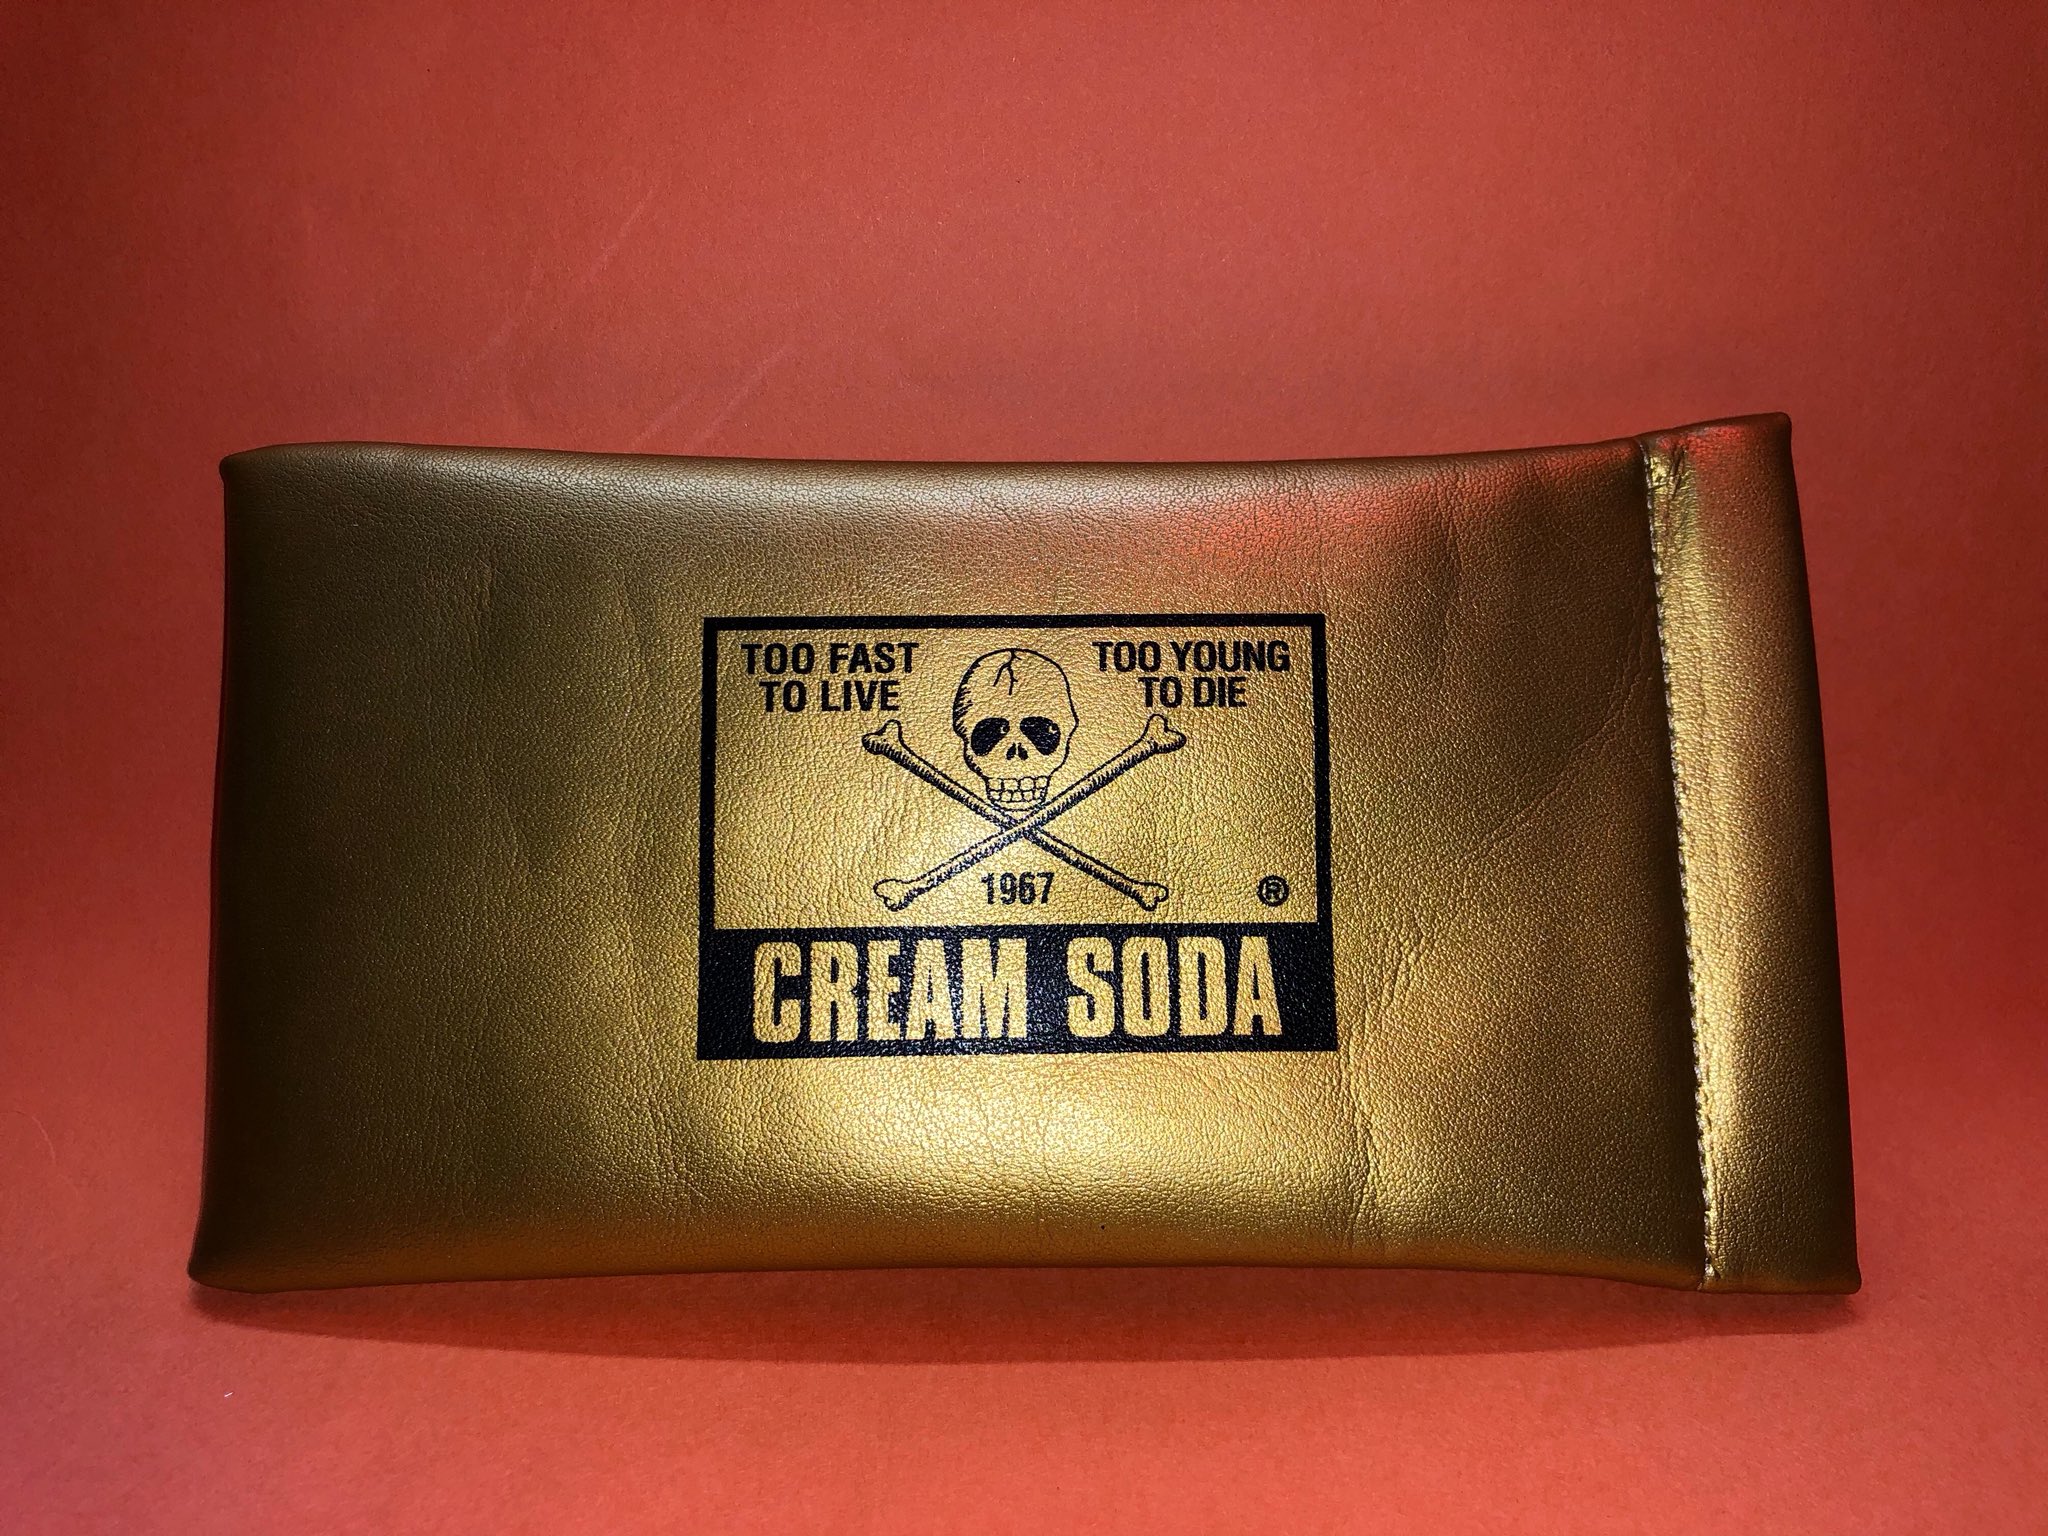 TOO FAST
TO LIVE
TOO YOUNG
TO DIE
1967
®
CREAM SODA